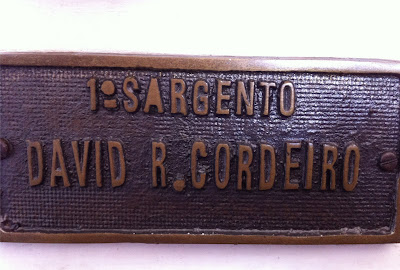 1º SARGENTO
DAVID R. CORDEIRO